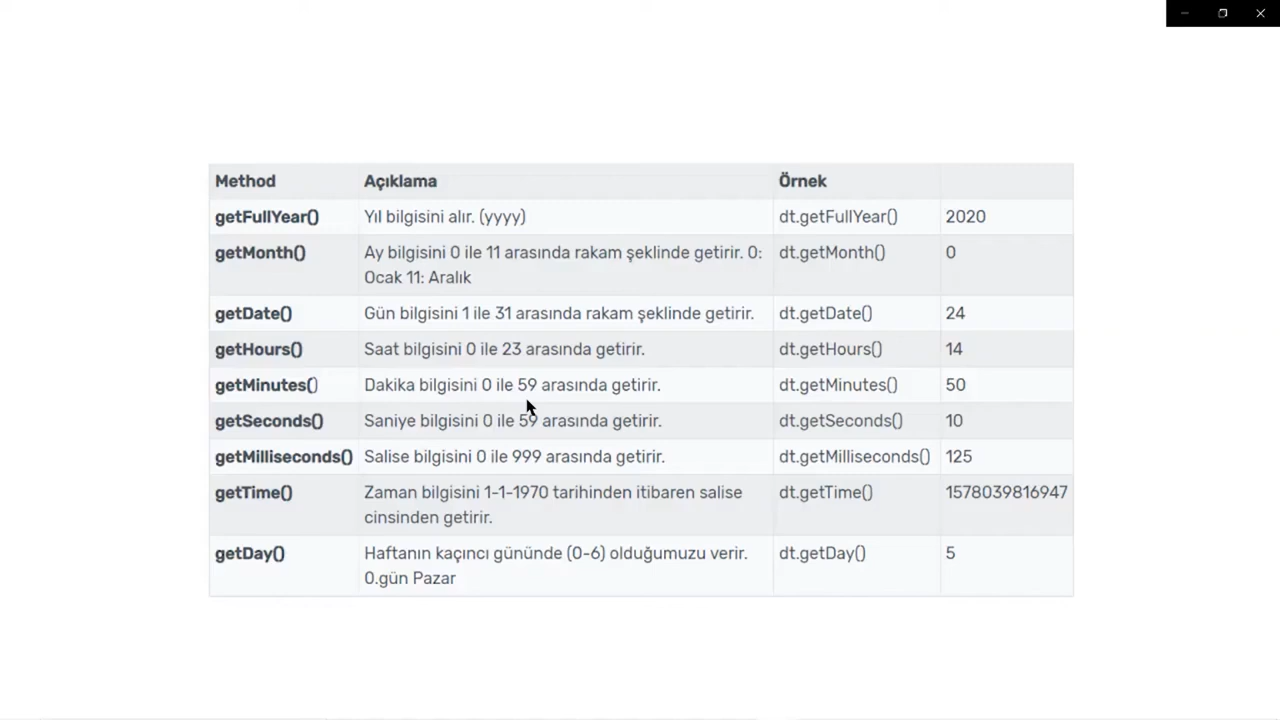 Method Açıklama Örnek
getFullYear() Yıl bilgisini alır. (yyyy) dt.getFullYear() 2020
getMonth() Ay bilgisini 0 ile 11 arasında rakam şeklinde getirir. 0: dt.getMonth() 0
Ocak 11: Aralık
getDate() Gün bilgisini 1 ile 31 arasında rakam şeklinde getirir. dt.getDate() 24
getHours() Saat bilgisini 0 ile 23 arasında getirir. dt.getHours() 14
getMinutes() Dakika bilgisini 0 ile 59 arasında getirir. dt.getMinutes() 50
getSeconds() Saniye bilgisini 0 ile 59 arasında getirir. dt.getSeconds() 10
getMilliseconds() Salise bilgisini 0 ile 999 arasında getirir. dt.getMilliseconds() 125
getTime() Zaman bilgisini 1-1-1970 tarihinden itibaren salise dt.getTime() 1578039816947
cinsinden getirir.
getDay() Haftanın kaçıncı gününde (0-6) olduğumuzu verir. dt.getDay() 5
0.gün Pazar